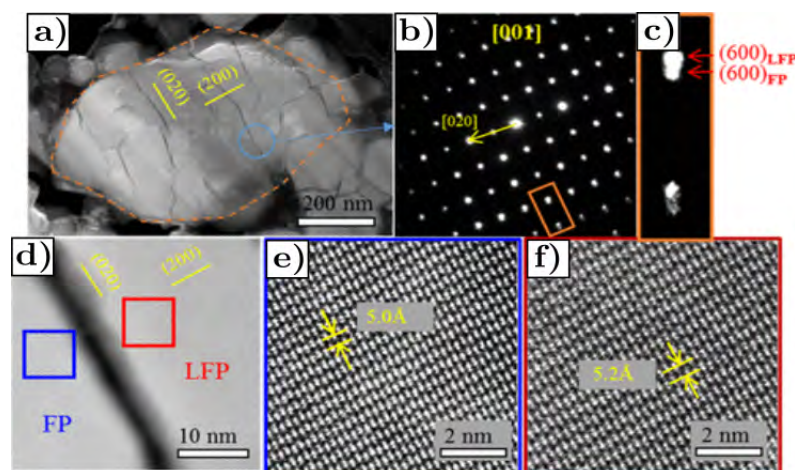 a)
(020)
(200)
200 nm
b)
[001]
[020]
c)
(600)LFP
(600)FP
d)
(020)
(200)
LFP
FP
10 nm
e)
5.0Å
2 nm
f)
5.2Å
2 nm